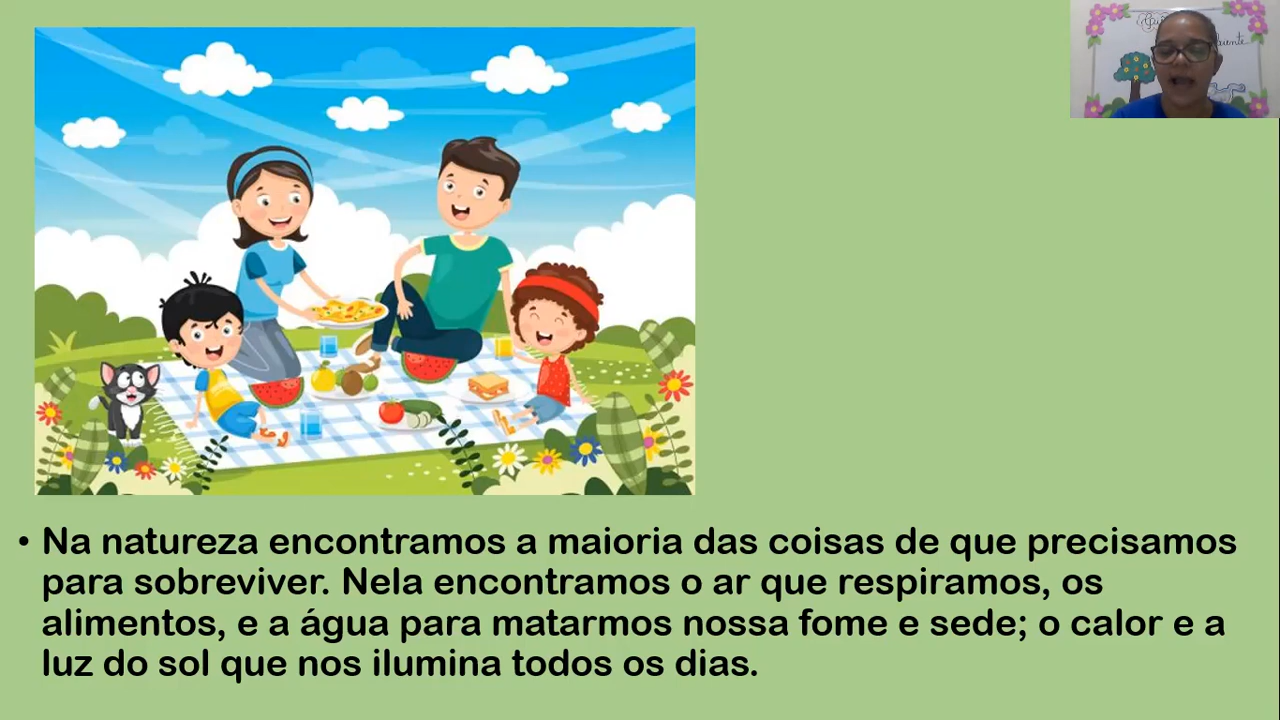 • Na natureza encontramos a maioria das coisas de que precisamos
para sobreviver. Nela encontramos o ar que respiramos, os
alimentos, e a água para matarmos nossa fome e sede; o calor e a
luz do sol que nos ilumina todos os dias.